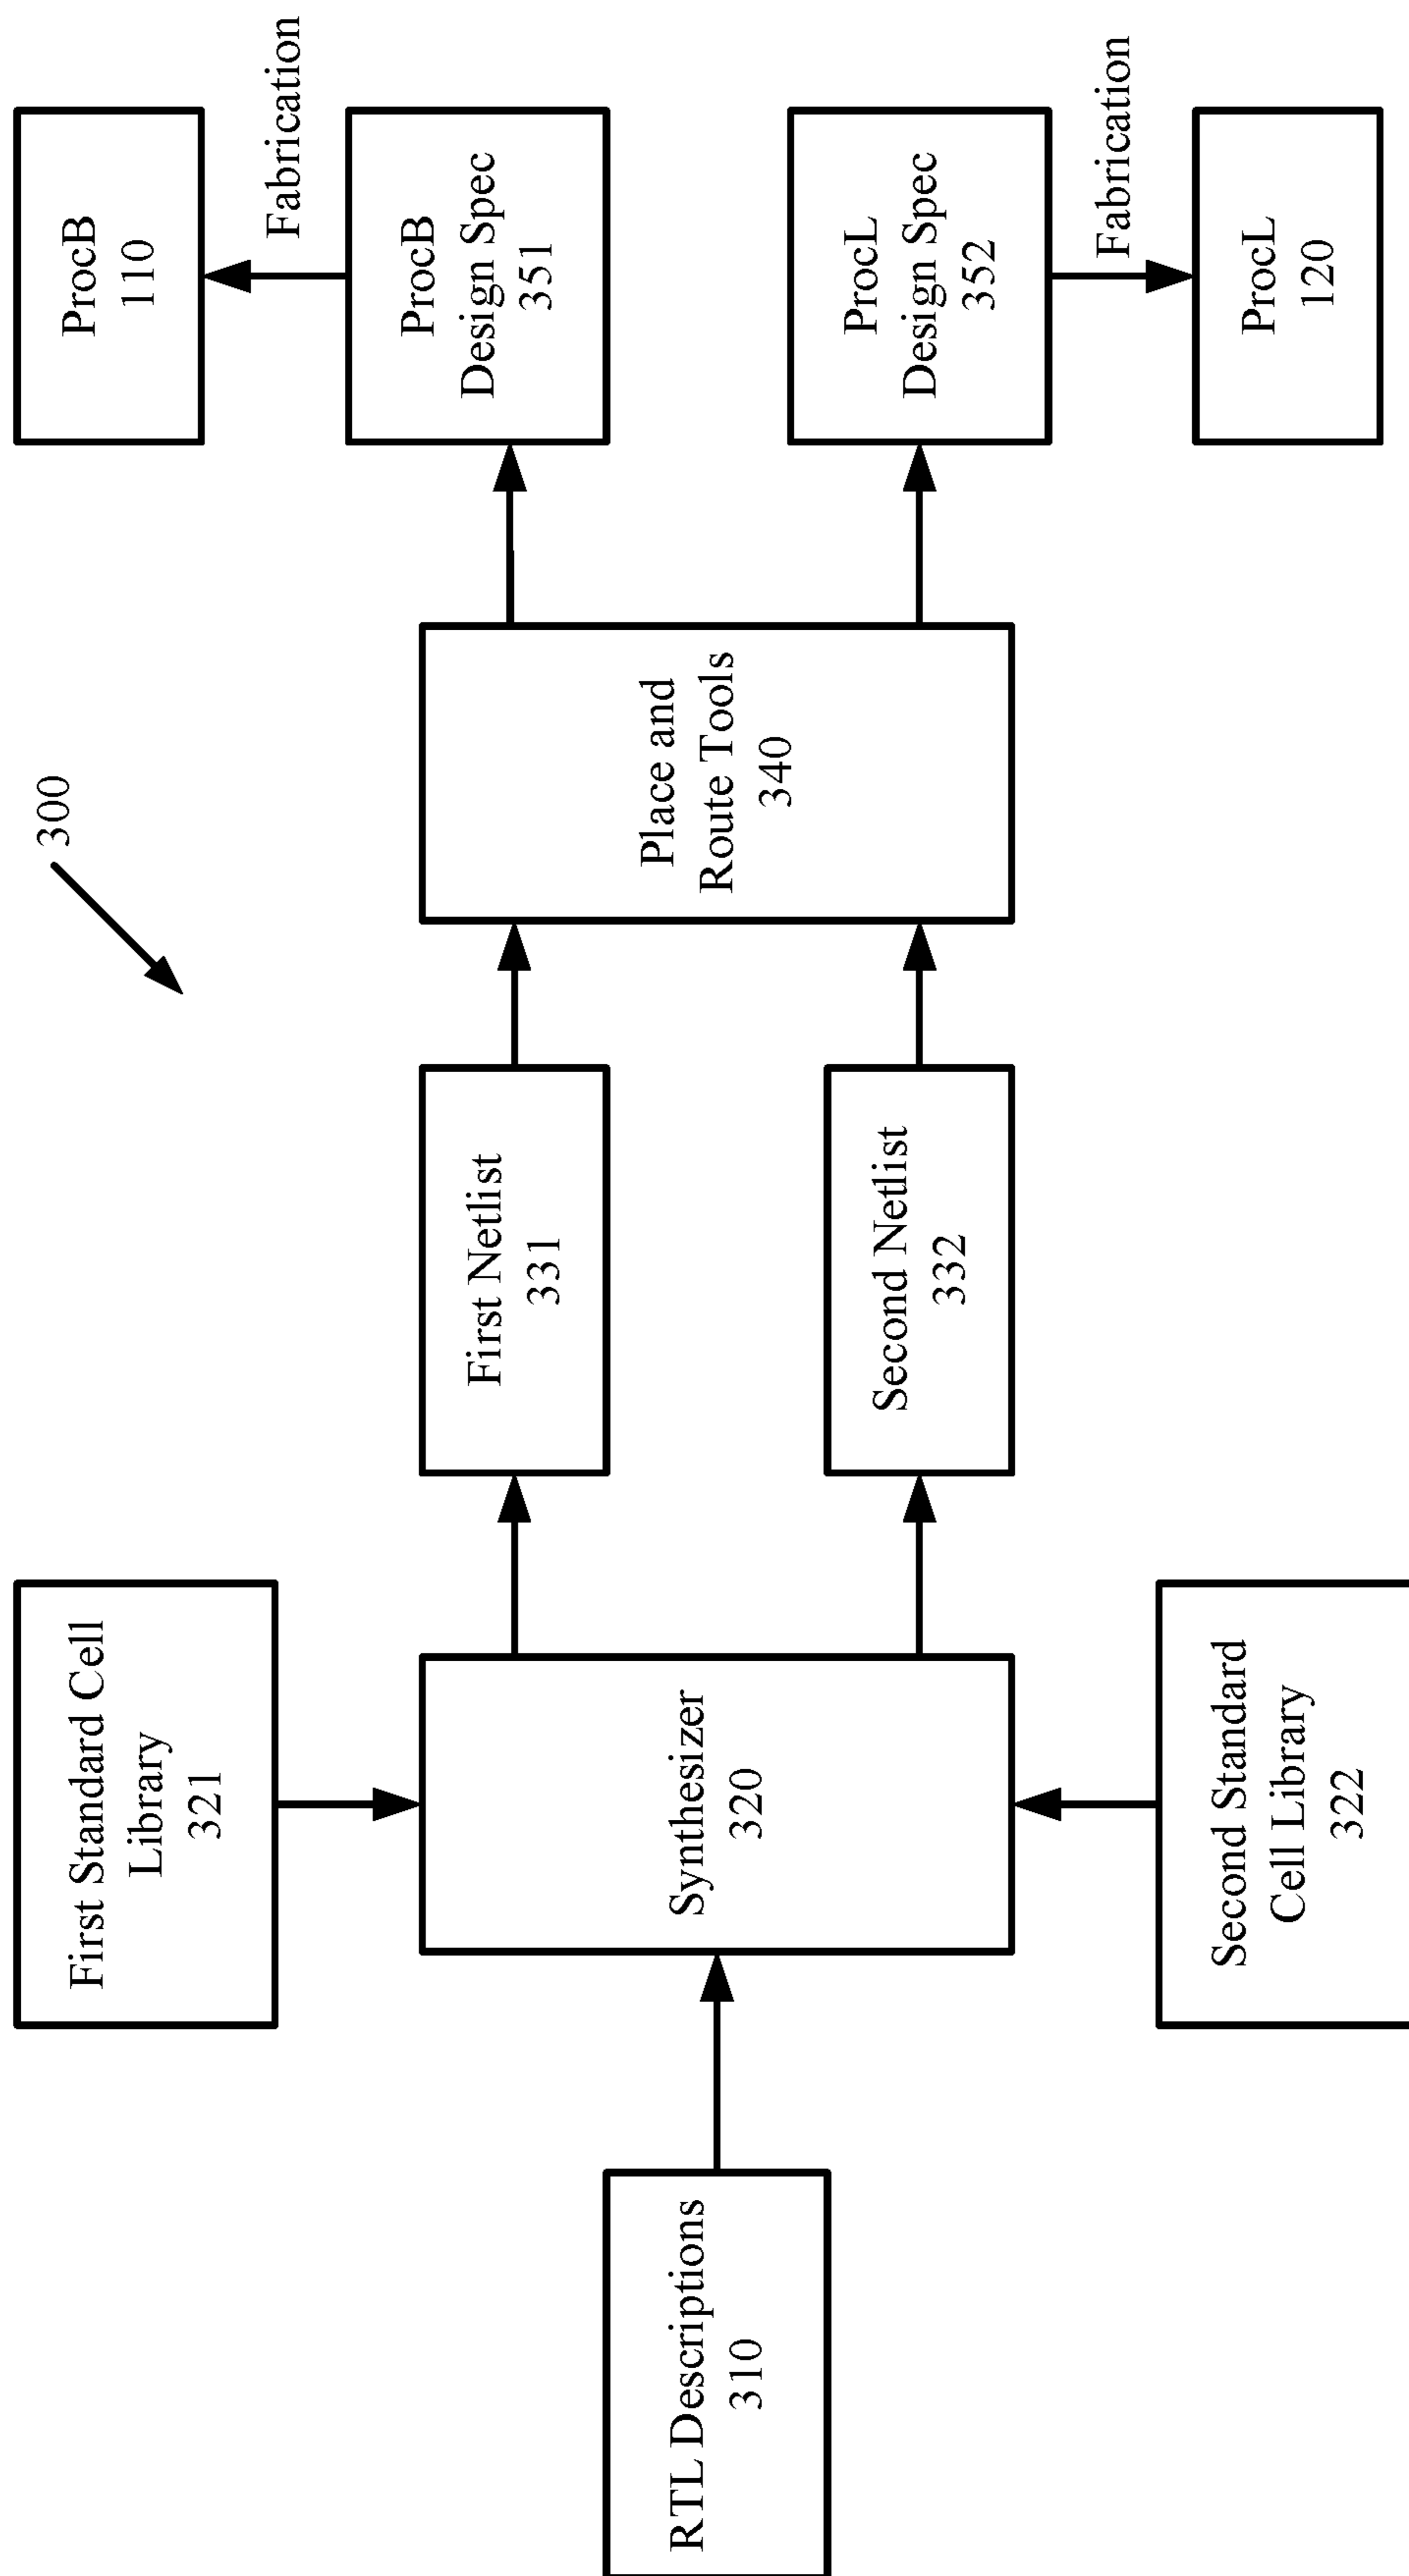 300
First Standard Cell
Library
321
RTL Descriptions
310
Synthesizer
320
Second Standard
Cell Library
322
First Netlist
331
Second Netlist
332
Place and
Route Tools
340
ProcB
110
Fabrication
ProcB
Design Spec
351
ProcL
Design Spec
352
Fabrication
ProcL
120